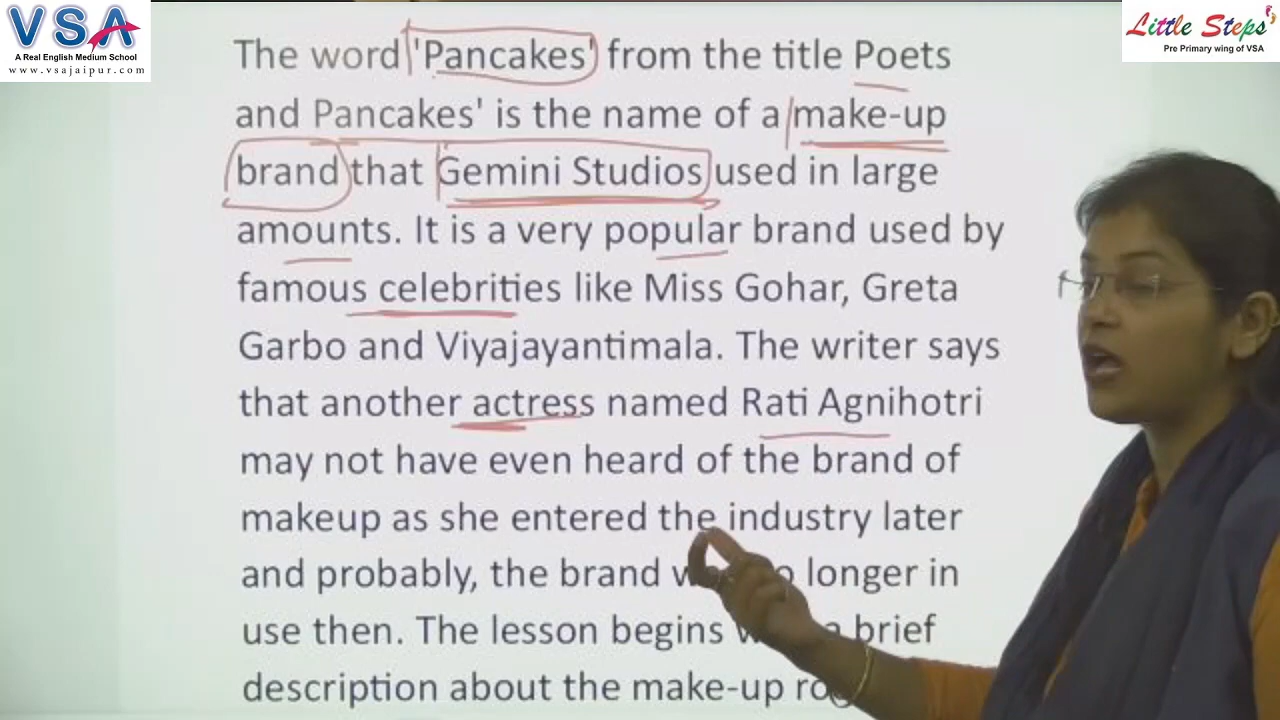 VSA
A Real English Medium School
www.vsajaipur.com
Little Steps
Pre Primary wing of VSA
The word 'Pancakes' from the title Poets
and Pancakes' is the name of a make-up
brand that Gemini Studios used in large
amounts. It is a very popular brand used by
famous celebrities like Miss Gohar, Greta
Garbo and Viyajayantimala. The writer says
that another actress named Rati Agnihotri
may not have even heard of the brand of
makeup as she entered the industry later
and probably, the brand longer in
use then. The lesson begins a brief
description about the make-up